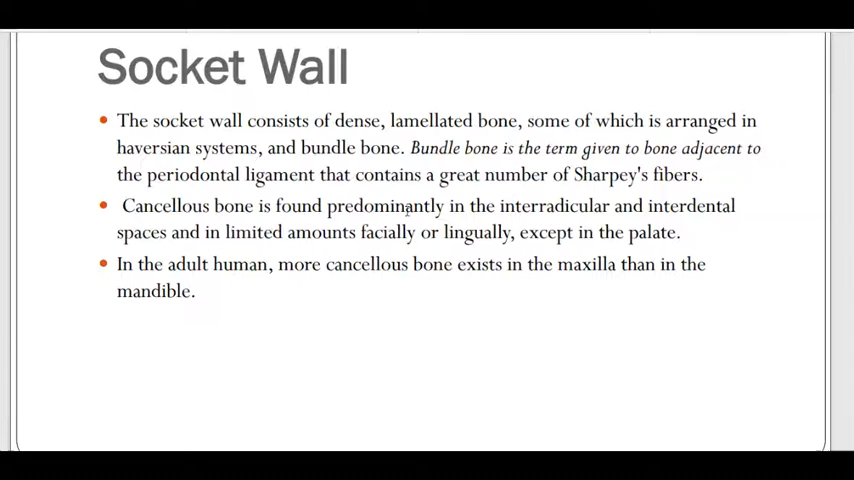 Socket Wall
The socket wall consists of dense, lamellated bone, some of which is arranged in
haversian systems, and bundle bone. Bundle bone is the term given to bone adjacent to
the periodontal ligament that contains a great number of Sharpey's fibers.
Cancellous bone is found predominantly in the interradicular and interdental
spaces and in limited amounts facially or lingually, except in the palate.
In the adult human, more cancellous bone exists in the maxilla than in the
mandible.